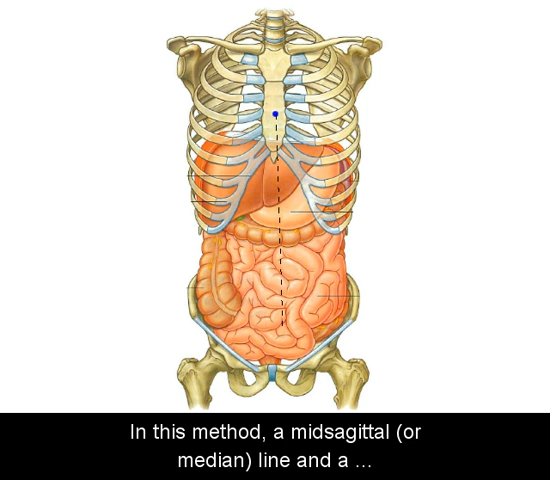 In this method, a midsagittal (or
median) line and a ...